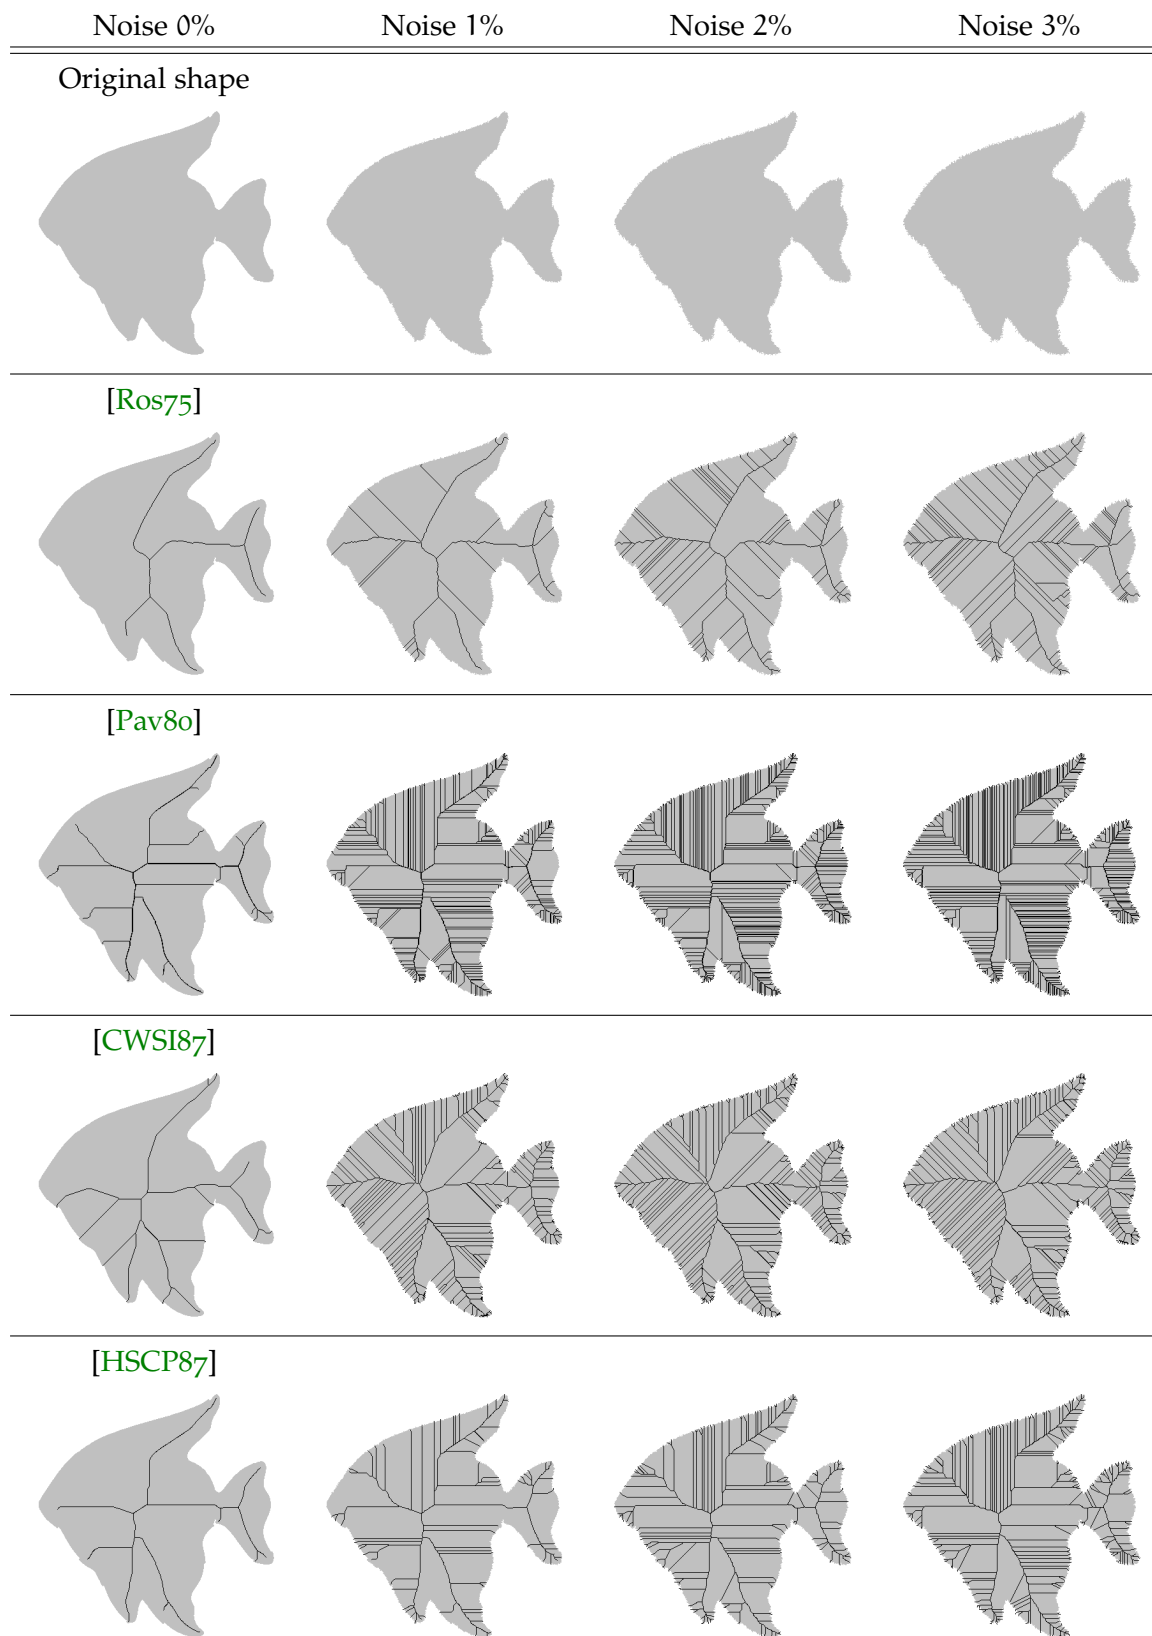 Noise 0% Noise 1% Noise 2% Noise 3%
Original shape
[Ros75]
[Pav80]
[CWSI87]
[HSCP87]